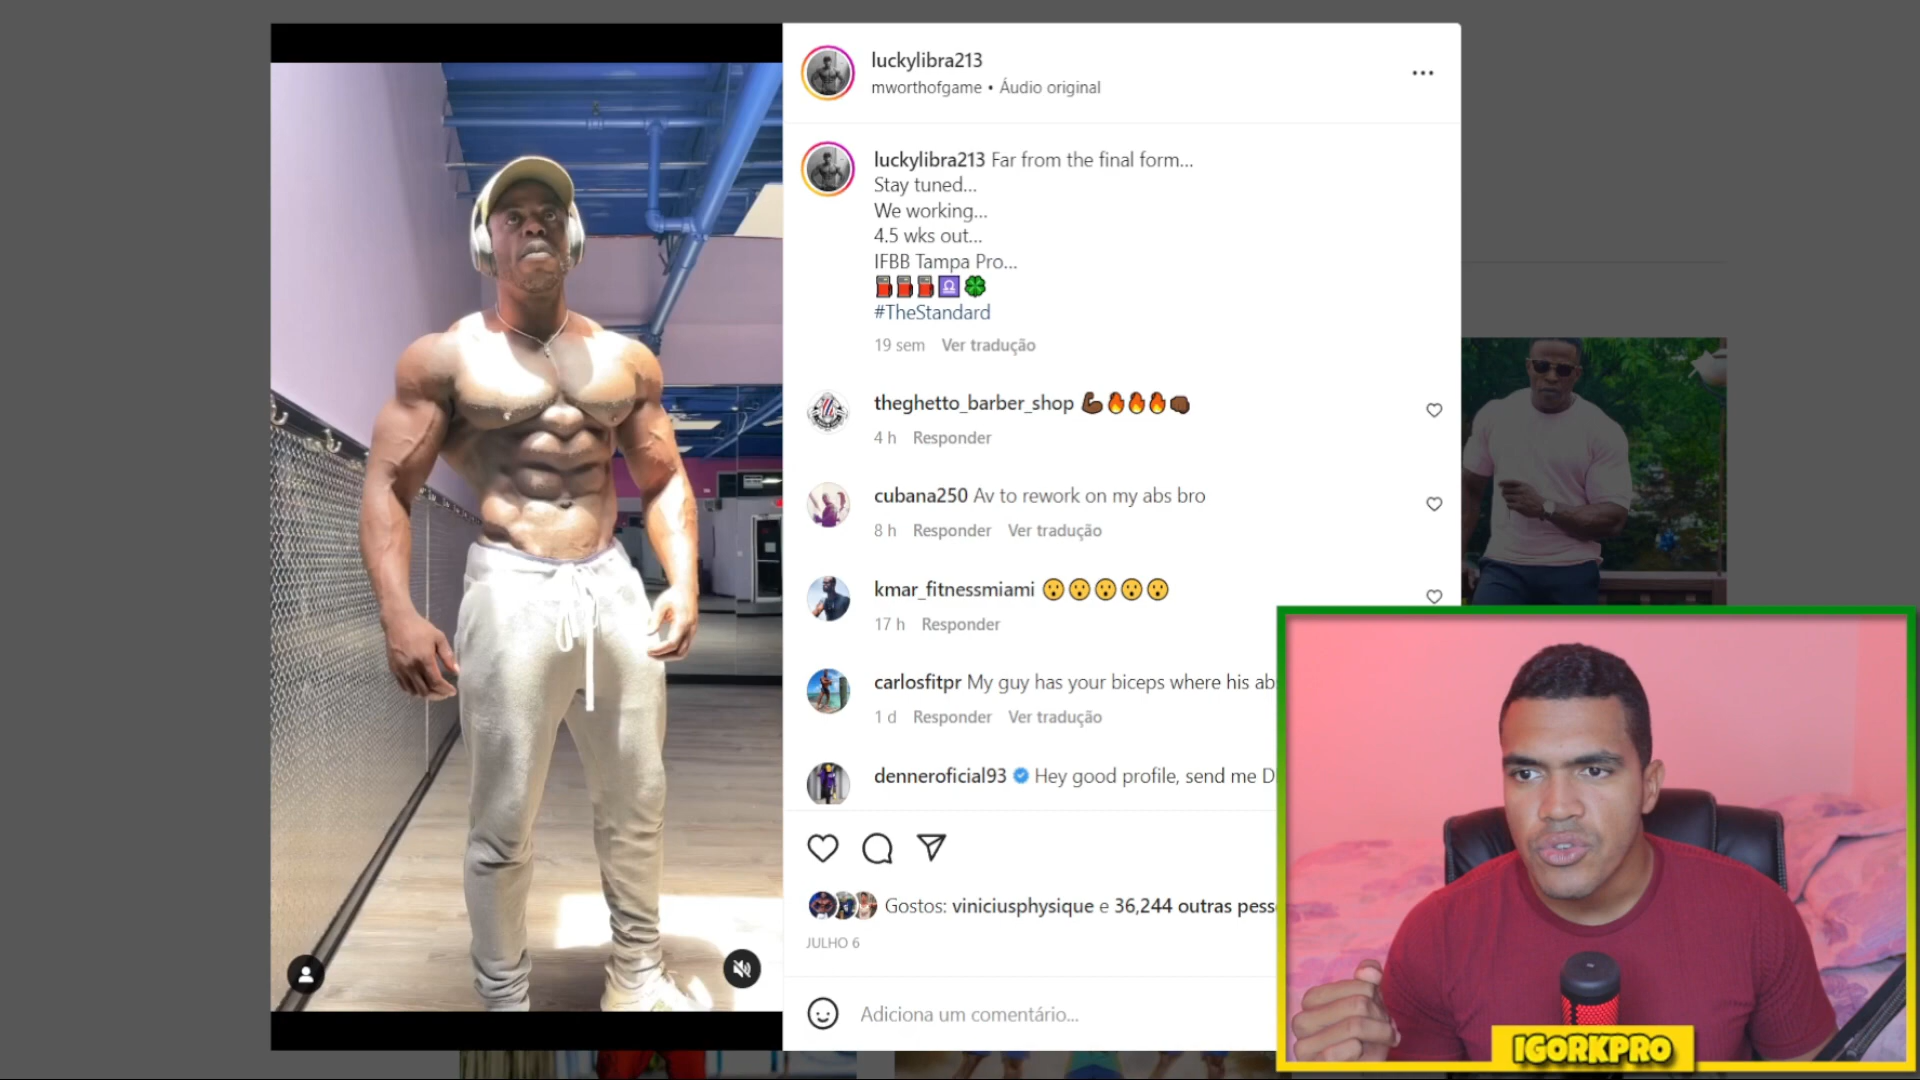 luckylibra213
mworthofgame • Áudio original
luckylibra213 Far from the final form...
Stay tuned...
We working...
4.5 wks out...
IFBB Tampa Pro...
⛽⛽⛽♎🍀
#TheStandard
19 sem Ver tradução
theghetto_barber_shop 💪🏿🔥🔥🔥👊🏿
4 h Responder
cubana250 Av to rework on my abs bro
8 h Responder Ver tradução
kmar_fitnessmiami 😮😮😮😮😮
17 h Responder
carlosfitpr My guy has your biceps where his ab
1 d Responder Ver tradução
denneroficial93 Hey good profile, send me D
Gostos: viniciusphysique e 36,244 outras pess
JULHO 6
Adiciona um comentário...
IGORKPRO